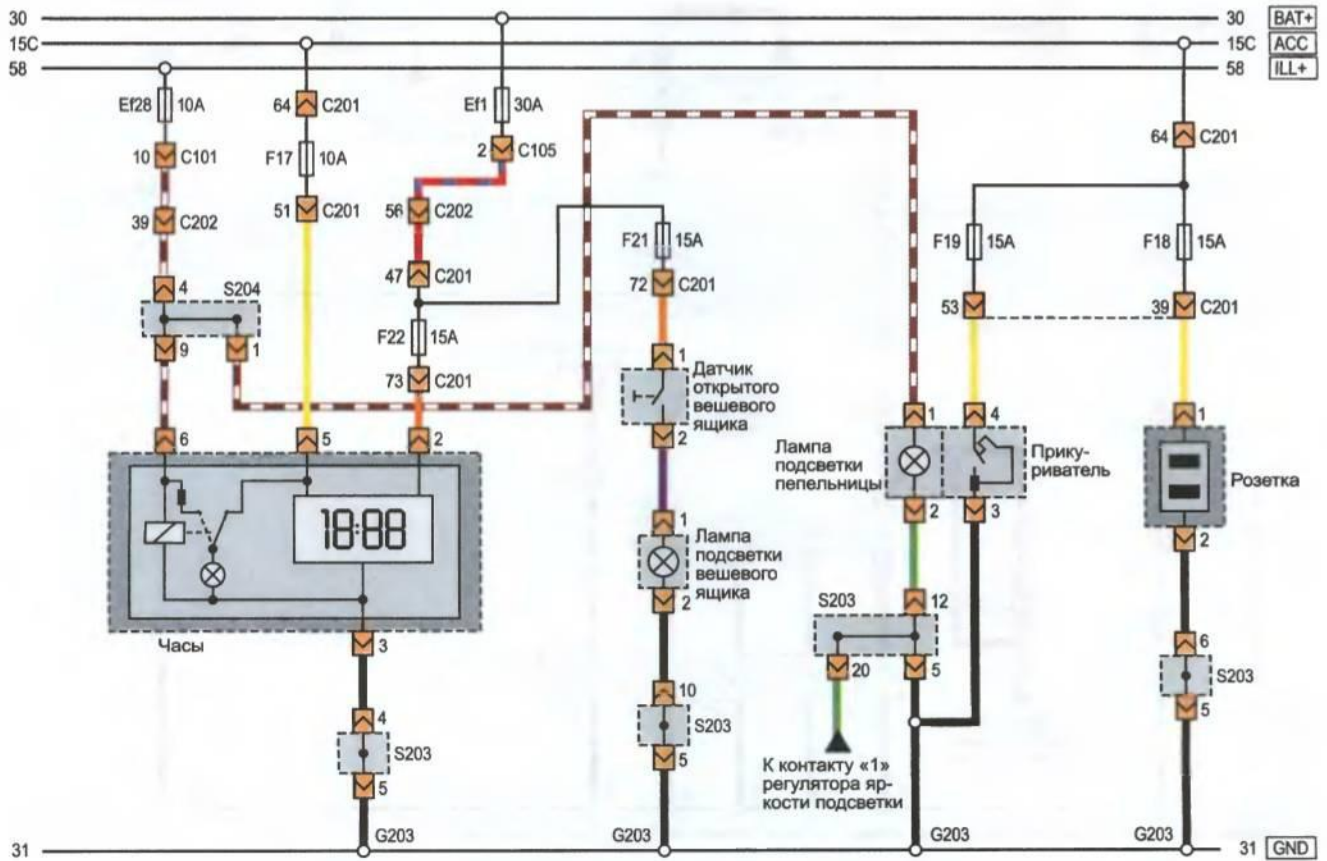 30 30 BAT+
15C 15C ACC
58 58 ILL+
Ef28 10A 64 C201 Ef1 30A 64 C201
10 C101 F17 10A 2 C105
39 C202 51 C201 56 C202 F21 15A F19 15A F18 15A
4 S204 47 C201 72 C201 53 39 C201
9 1 F22 15A 1
73 C201
Датчик
открытого
вешевого
ящика
2
6 5 2 1 4 1
Лампа
подсветки
пепельницы
Прику-
риватель
Розетка
2 3 2
18:88
1
Лампа
подсветки
вешевого
ящика
2
Часы 3
S203 12
20 5
6
S203
5
4
S203
5
10
S203
5
К контакту «1»
регулятора яр-
кости подсветки
G203 G203 G203 G203
31 31 GND